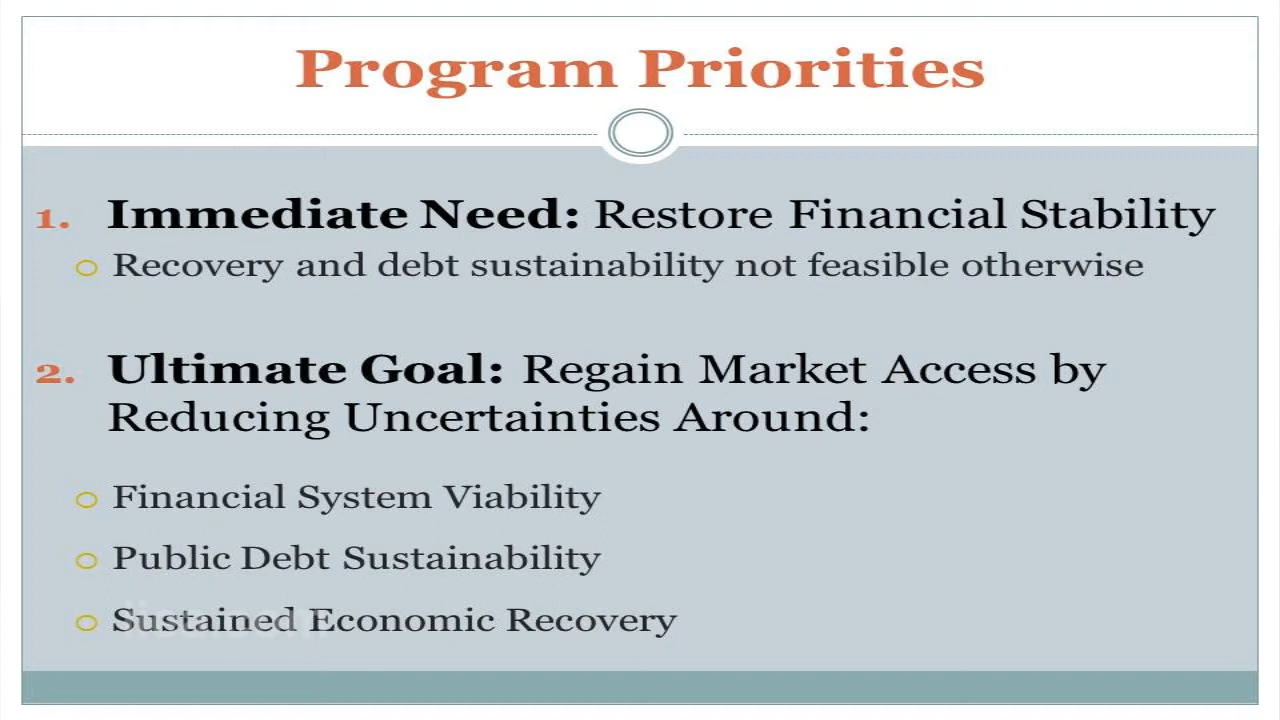 Program Priorities
1. Immediate Need: Restore Financial Stability
Recovery and debt sustainability not feasible otherwise
2. Ultimate Goal: Regain Market Access by
Reducing Uncertainties Around:
Financial System Viability
Public Debt Sustainability
Sustained Economic Recovery